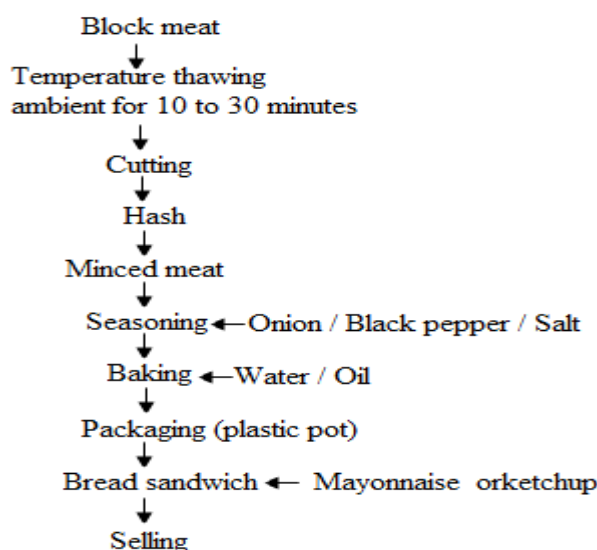 Block meat
Temperature thawing
ambient for 10 to 30 minutes
Cutting
Hash
Minced meat
Seasoning Onion / Black pepper / Salt
Baking Water / Oil
Packaging (plastic pot)
Bread sandwich Mayonnaise orketchup
Selling